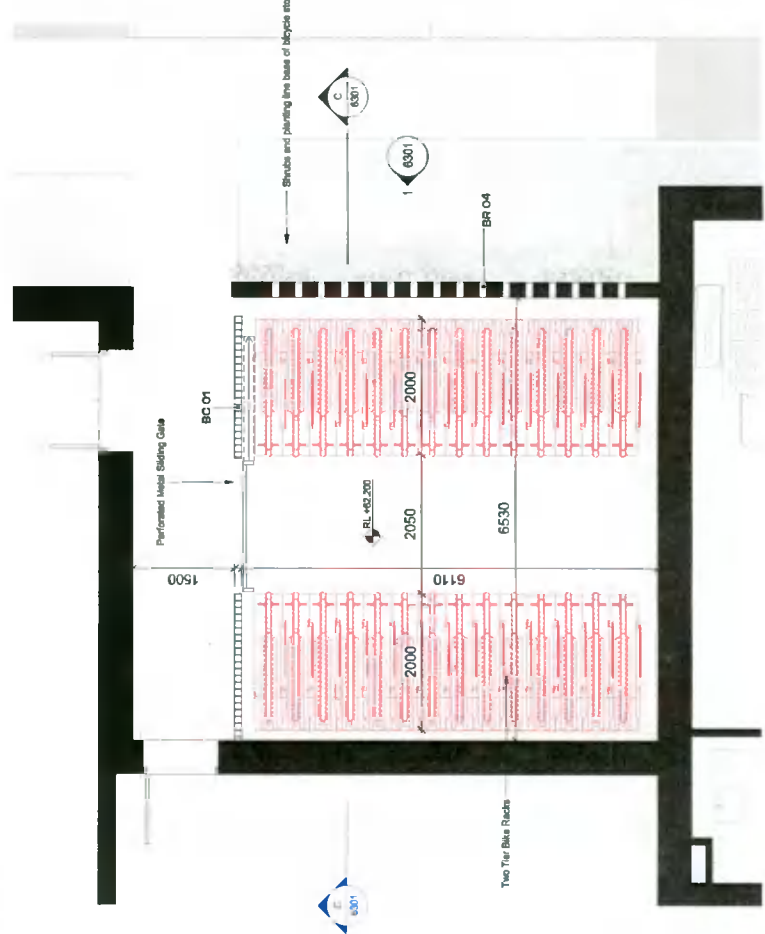 Shrubs and planting line base of bicycle sto
C
6301
1
6301
BR 04
BC 01
Perforated Metal Sliding Gate
2000
RL +62.200
2050
6530
1500
6110
2000
Two Tier Bike Racks
6301